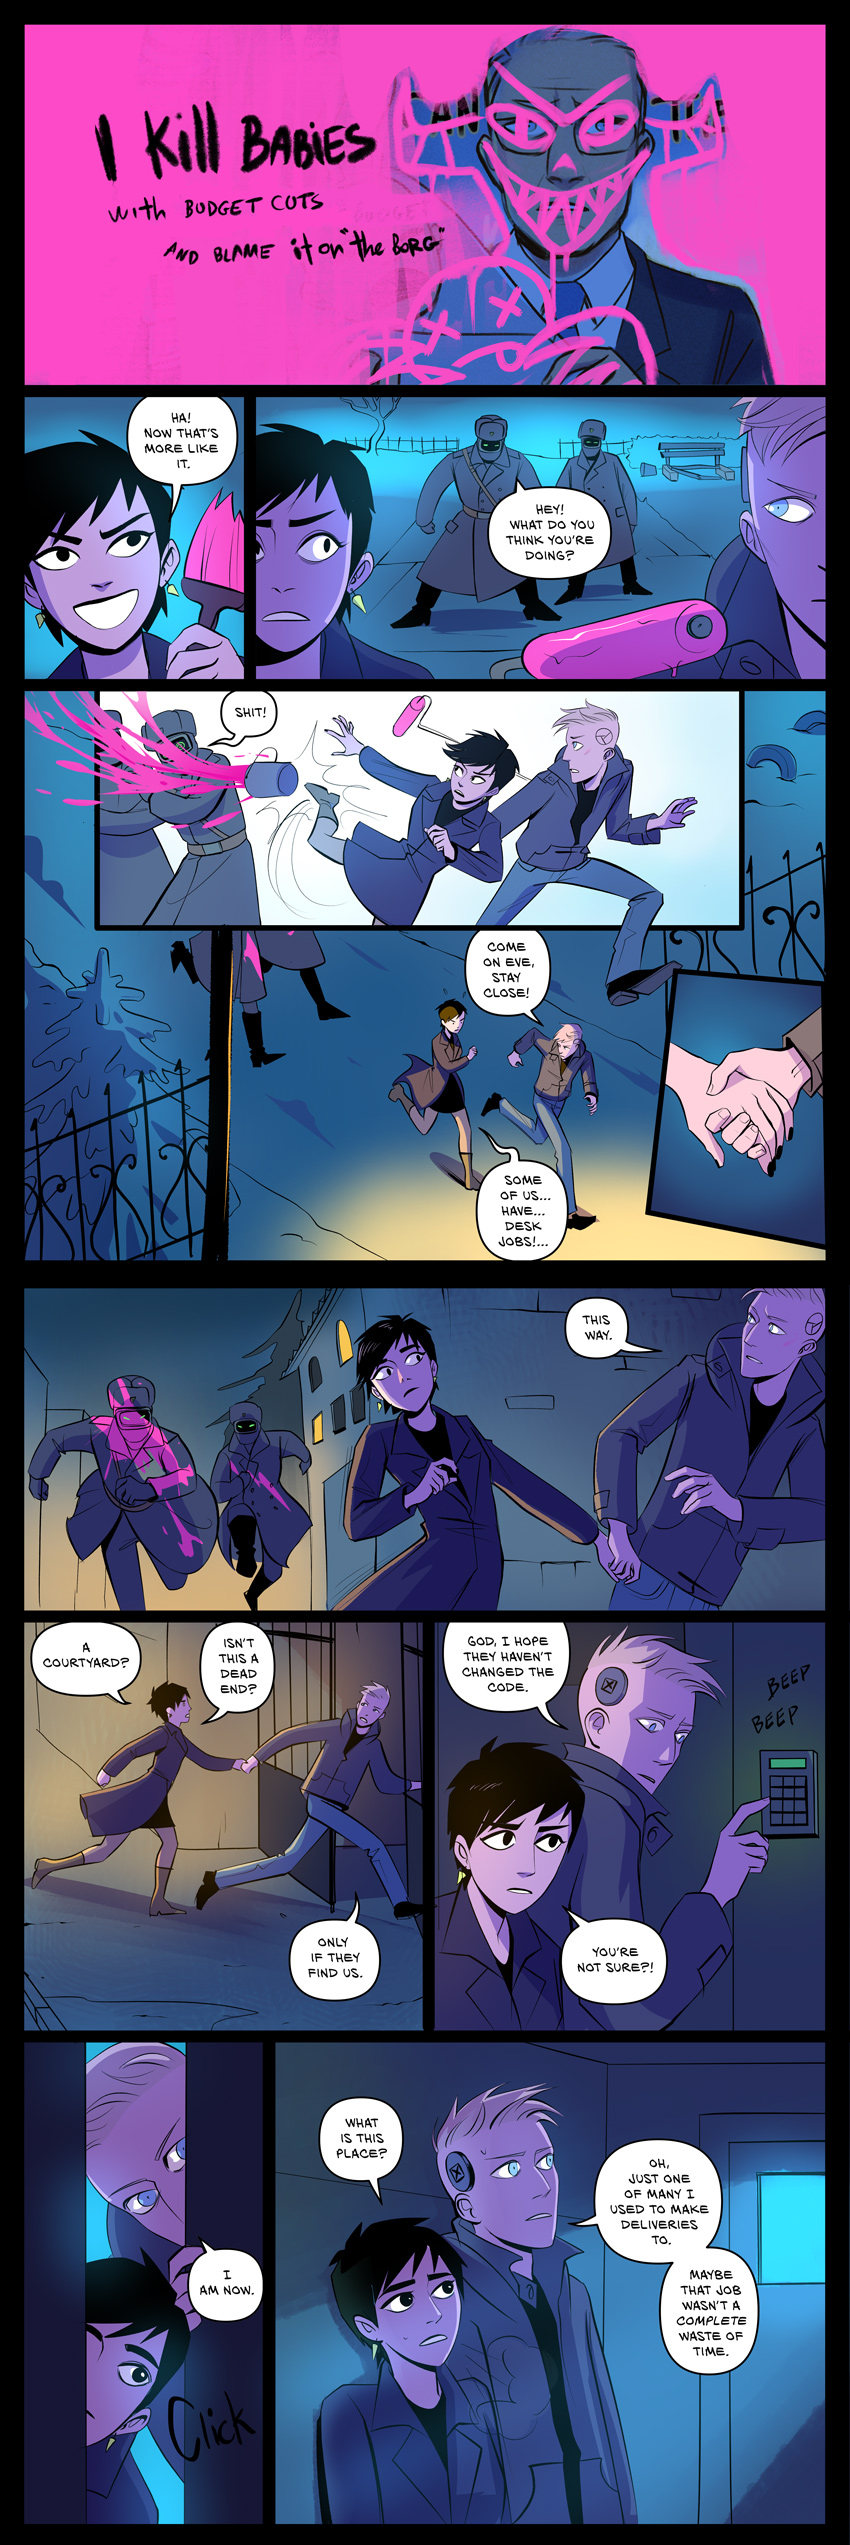 I Kill BABiES
with BUDGET CUTS
AND BLAME it on "the BORG"
HA!
NOW THAT'S
MORE LIKE
IT.
HEY!
WHAT DO YOU
THINK YOU'RE
DOING?
SHIT!
COME
ON EVE,
STAY
CLOSE!
SOME
OF US...
HAVE...
DESK
JOBS!...
THIS
WAY.
A
COURTYARD?
ISN'T
THIS A
DEAD
END?
ONLY
IF THEY
FIND US.
GOD, I HOPE
THEY HAVEN'T
CHANGED THE
CODE.
BEEP
BEEP
YOU'RE
NOT SURE?!
I
AM NOW.
Click
WHAT
IS THIS
PLACE?
OH,
JUST ONE
OF MANY I
USED TO MAKE
DELIVERIES
TO.
MAYBE
THAT JOB
WASN'T A
COMPLETE
WASTE OF
TIME.